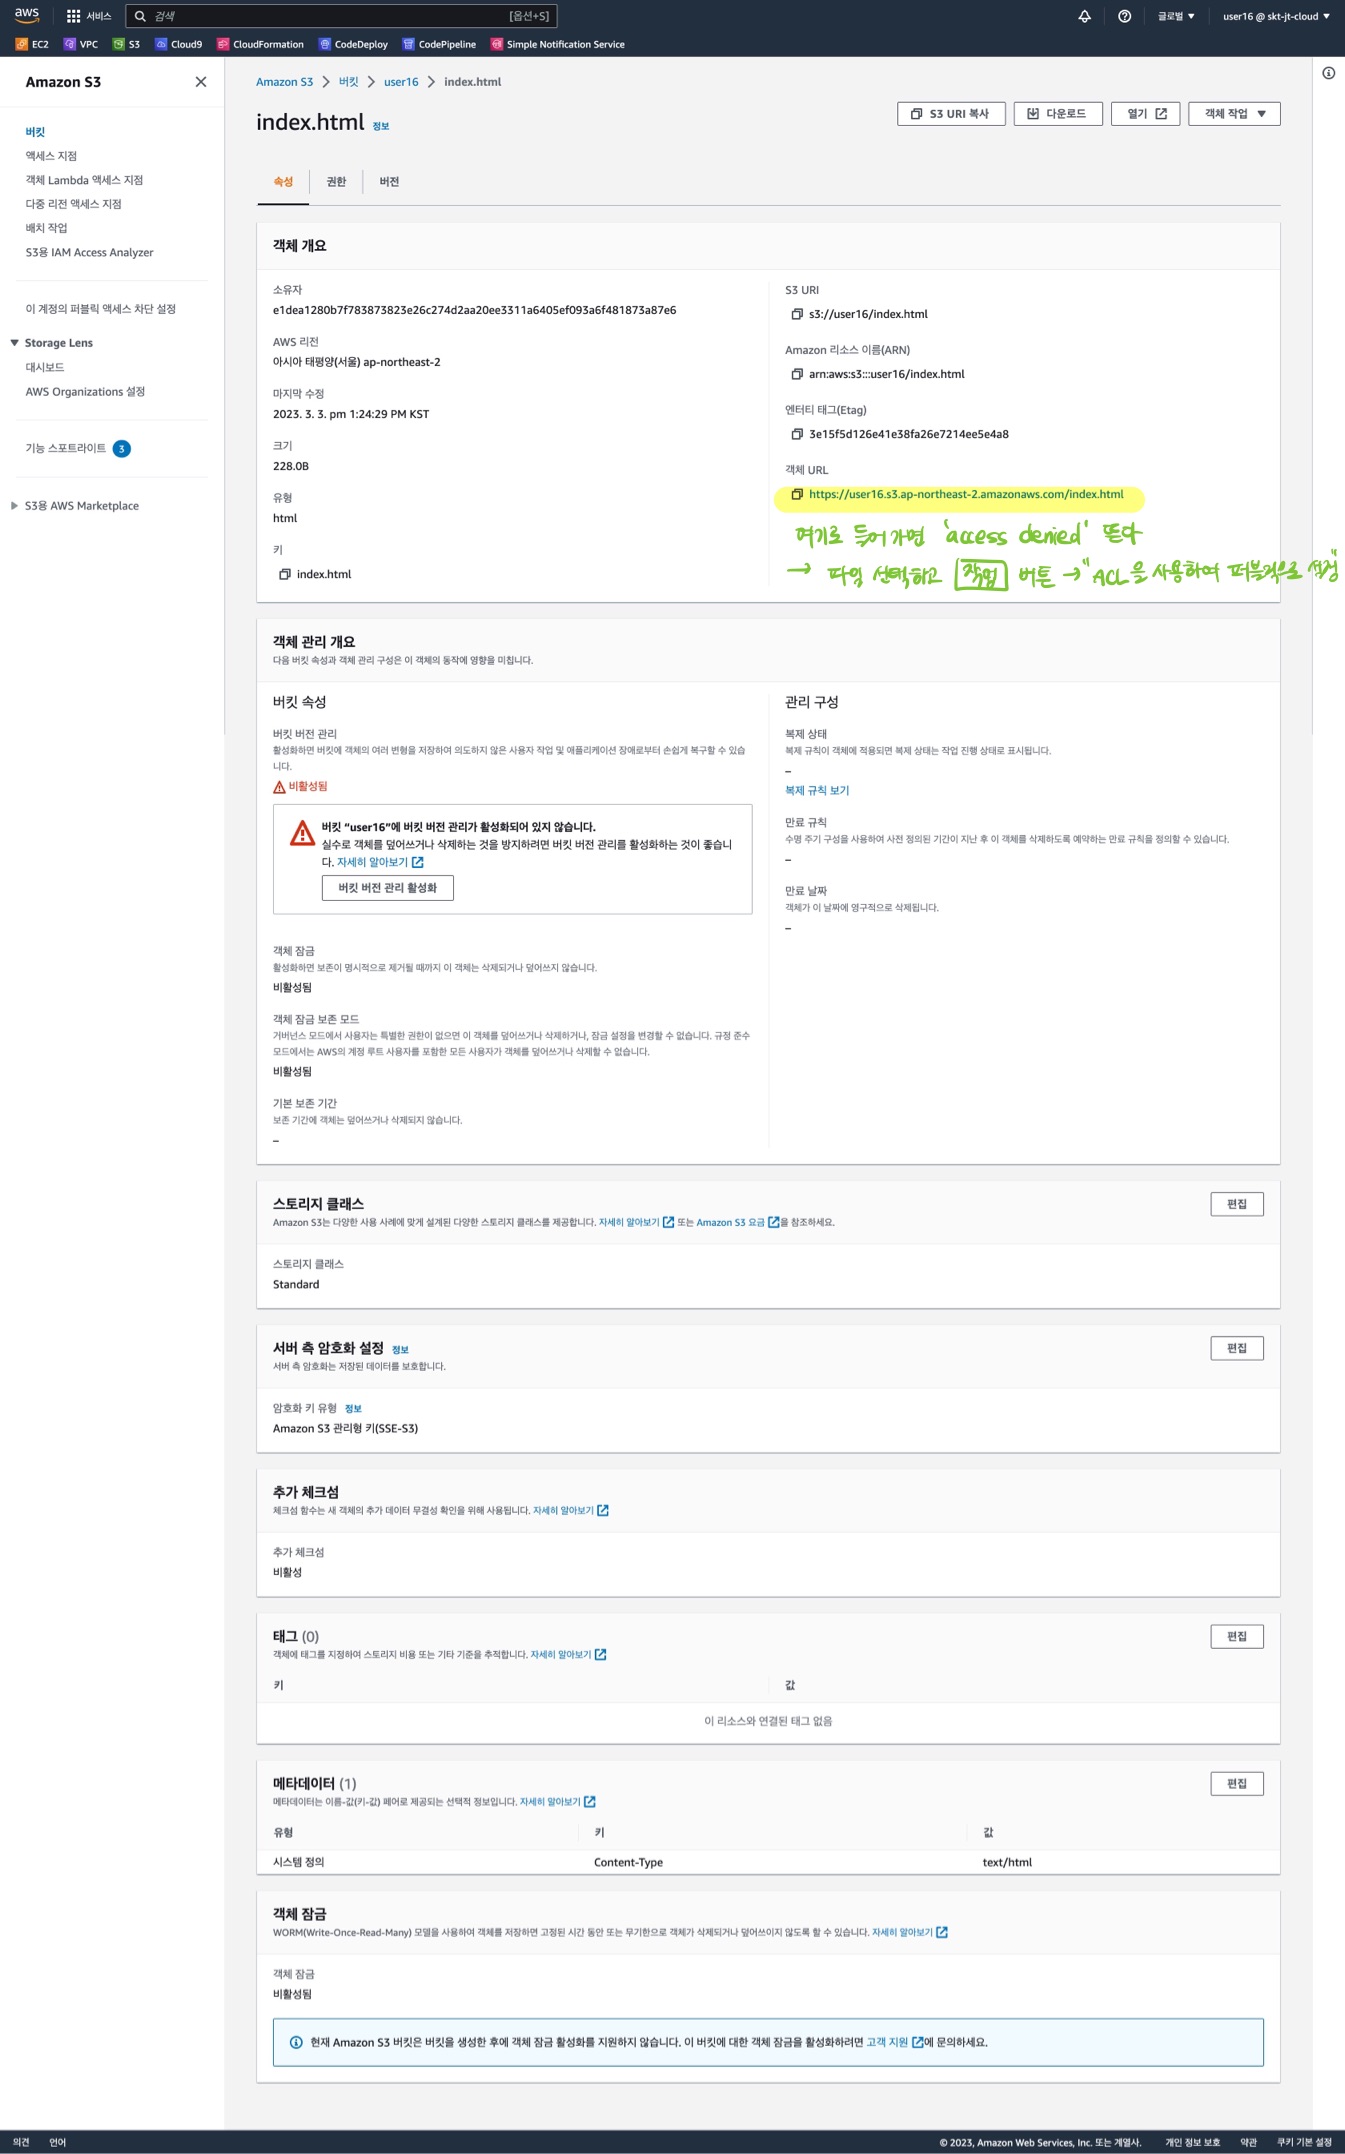 aws 서비스 검색 [옵션+S] 글로벌 ▼ user16 @ skt-jt-cloud ▼
EC2 VPC S3 Cloud9 CloudFormation CodeDeploy CodePipeline Simple Notification Service
Amazon S3
버킷
액세스 지점
객체 Lambda 액세스 지점
다중 리전 액세스 지점
배치 작업
S3용 IAM Access Analyzer
이 계정의 퍼블릭 액세스 차단 설정
Storage Lens
대시보드
AWS Organizations 설정
기능 스포트라이트 3
S3용 AWS Marketplace
Amazon S3 > 버킷 > user16 > index.html
index.html 정보
S3 URI 복사 다운로드 열기 객체 작업 ▼
속성 권한 버전
객체 개요
소유자
e1dea1280b7f783873823e26c274d2aa20ee3311a6405ef093a6f481873a87e6
AWS 리전
아시아 태평양(서울) ap-northeast-2
마지막 수정
2023. 3. 3. pm 1:24:29 PM KST
크기
228.0B
유형
html
키
index.html
S3 URI
s3://user16/index.html
Amazon 리소스 이름(ARN)
arn:aws:s3:::user16/index.html
엔터티 태그(Etag)
3e15f5d126e41e38fa26e7214ee5e4a8
객체 URL
https://user16.s3.ap-northeast-2.amazonaws.com/index.html
여기로 들어가면 'access denied' 뜬다
→ 파일 선택하고 작업 버튼 → "ACL을 사용하여 퍼블릭으로 설정"
객체 관리 개요
다음 버킷 속성과 객체 관리 구성은 이 객체의 동작에 영향을 미칩니다.
버킷 속성
버킷 버전 관리
활성화하면 버킷에 객체의 여러 변형을 저장하여 의도하지 않은 사용자 작업 및 애플리케이션 장애로부터 손쉽게 복구할 수 있습
니다.
비활성됨
버킷 "user16"에 버킷 버전 관리가 활성화되어 있지 않습니다.
실수로 객체를 덮어쓰거나 삭제하는 것을 방지하려면 버킷 버전 관리를 활성화하는 것이 좋습니
다. 자세히 알아보기
버킷 버전 관리 활성화
객체 잠금
활성화하면 보존이 명시적으로 제거될 때까지 이 객체는 삭제되거나 덮어쓰지 않습니다.
비활성됨
객체 잠금 보존 모드
거버넌스 모드에서 사용자는 특별한 권한이 없으면 이 객체를 덮어쓰거나 삭제하거나, 잠금 설정을 변경할 수 없습니다. 규정 준수
모드에서는 AWS의 계정 루트 사용자를 포함한 모든 사용자가 객체를 덮어쓰거나 삭제할 수 없습니다.
비활성됨
기본 보존 기간
보존 기간에 객체는 덮어쓰거나 삭제되지 않습니다.
–
관리 구성
복제 상태
복제 규칙이 객체에 적용되면 복제 상태는 작업 진행 상태로 표시됩니다.
–
복제 규칙 보기
만료 규칙
수명 주기 구성을 사용하여 사전 정의된 기간이 지난 후 이 객체를 삭제하도록 예약하는 만료 규칙을 정의할 수 있습니다.
–
만료 날짜
객체가 이 날짜에 영구적으로 삭제됩니다.
–
스토리지 클래스 편집
Amazon S3는 다양한 사용 사례에 맞게 설계된 다양한 스토리지 클래스를 제공합니다. 자세히 알아보기 또는 Amazon S3 요금 을 참조하세요.
스토리지 클래스
Standard
서버 측 암호화 설정 정보 편집
서버 측 암호화는 저장된 데이터를 보호합니다.
암호화 키 유형 정보
Amazon S3 관리형 키(SSE-S3)
추가 체크섬
체크섬 함수는 새 객체의 추가 데이터 무결성 확인을 위해 사용됩니다. 자세히 알아보기
추가 체크섬
비활성
태그 (0) 편집
객체에 태그를 지정하여 스토리지 비용 또는 기타 기준을 추적합니다. 자세히 알아보기
키 값
이 리소스와 연결된 태그 없음
메타데이터 (1) 편집
메타데이터는 이름-값(키-값) 페어로 제공되는 선택적 정보입니다. 자세히 알아보기
유형 키 값
시스템 정의 Content-Type text/html
객체 잠금
WORM(Write-Once-Read-Many) 모델을 사용하여 객체를 저장하면 고정된 시간 동안 또는 무기한으로 객체가 삭제되거나 덮어쓰이지 않도록 할 수 있습니다. 자세히 알아보기
객체 잠금
비활성됨
현재 Amazon S3 버킷은 버킷을 생성한 후에 객체 잠금 활성화를 지원하지 않습니다. 이 버킷에 대한 객체 잠금을 활성화하려면 고객 지원 에 문의하세요.
의견 언어 © 2023, Amazon Web Services, Inc. 또는 계열사. 개인 정보 보호 약관 쿠키 기본 설정